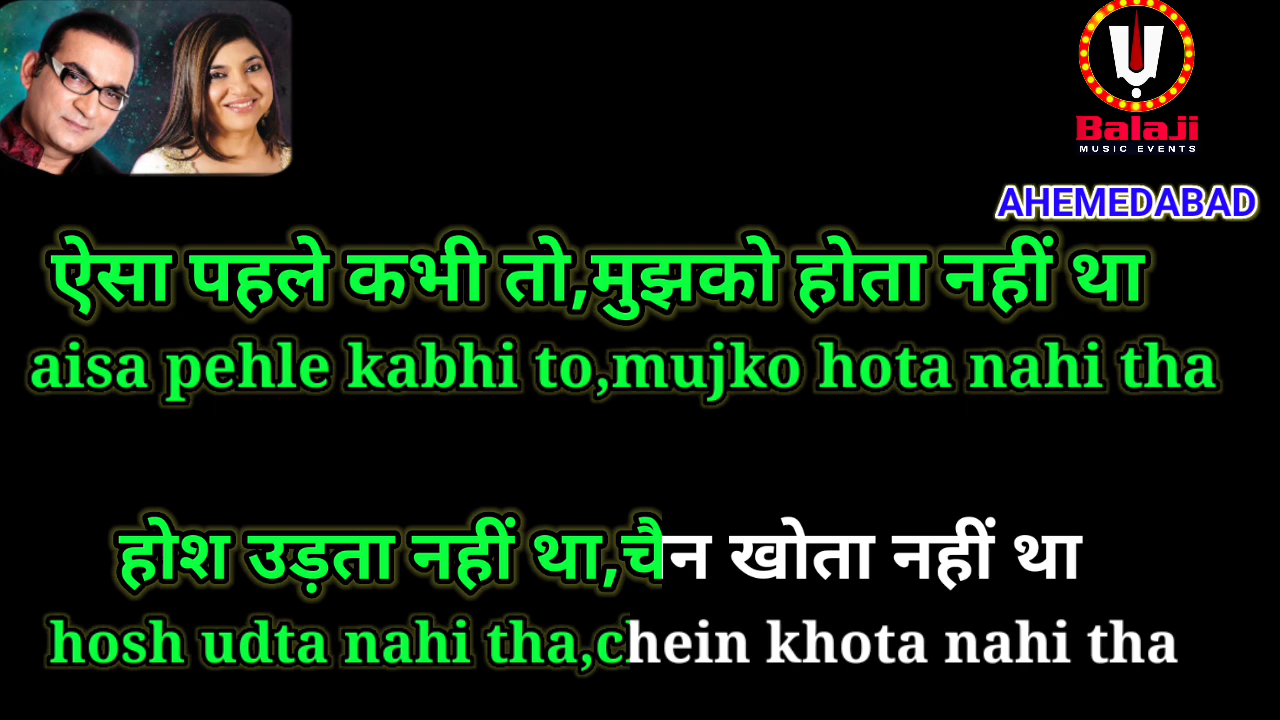 Balaji
MUSIC EVENTS
AHEMEDABAD
ऐसा पहले कभी तो,मुझको होता नहीं था
aisa pehle kabhi to,mujko hota nahi tha
होश उड़ता नहीं था,चैन खोता नहीं था
hosh udta nahi tha,chein khota nahi tha